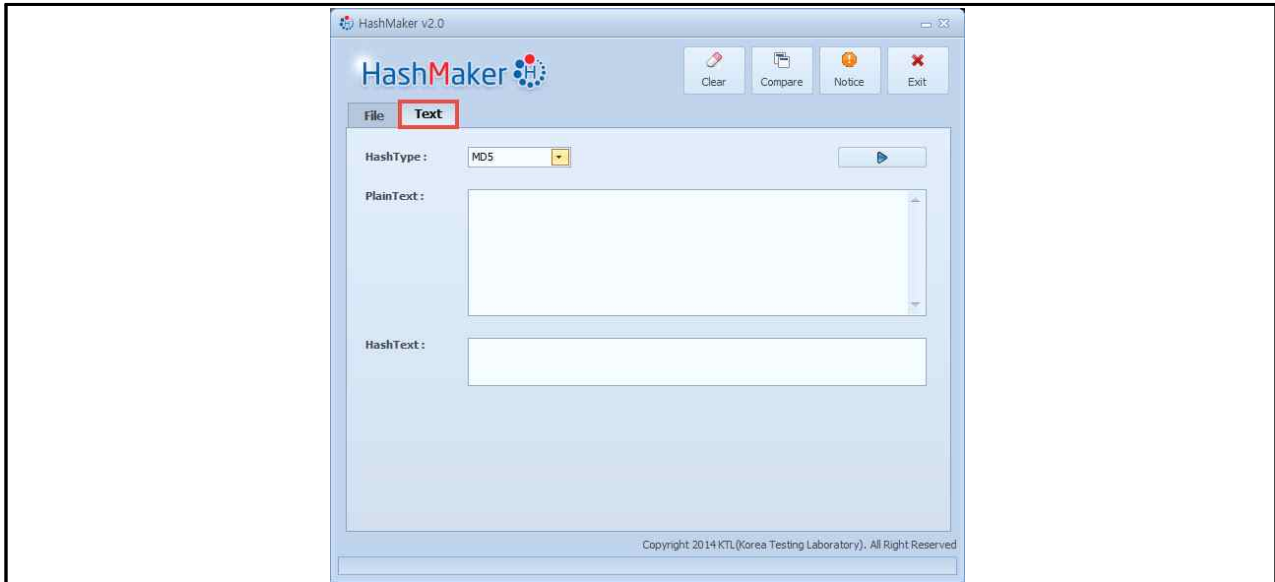 HashMaker v2.0
HashMaker H
Clear Compare Notice Exit
File Text
HashType : MD5
PlainText :
HashText :
Copyright 2014 KTL(Korea Testing Laboratory). All Right Reserved